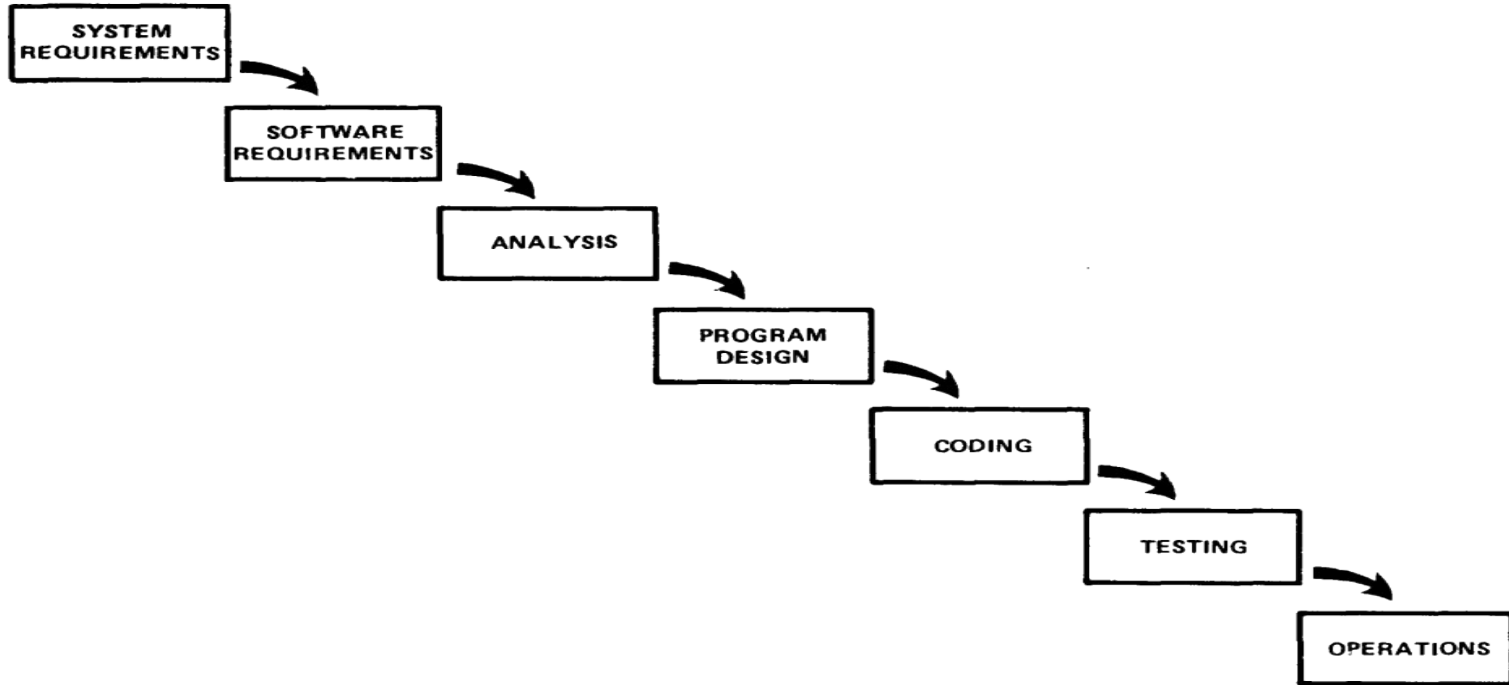 SYSTEM
REQUIREMENTS
SOFTWARE
REQUIREMENTS
ANALYSIS
PROGRAM
DESIGN
CODING
TESTING
OPERATIONS